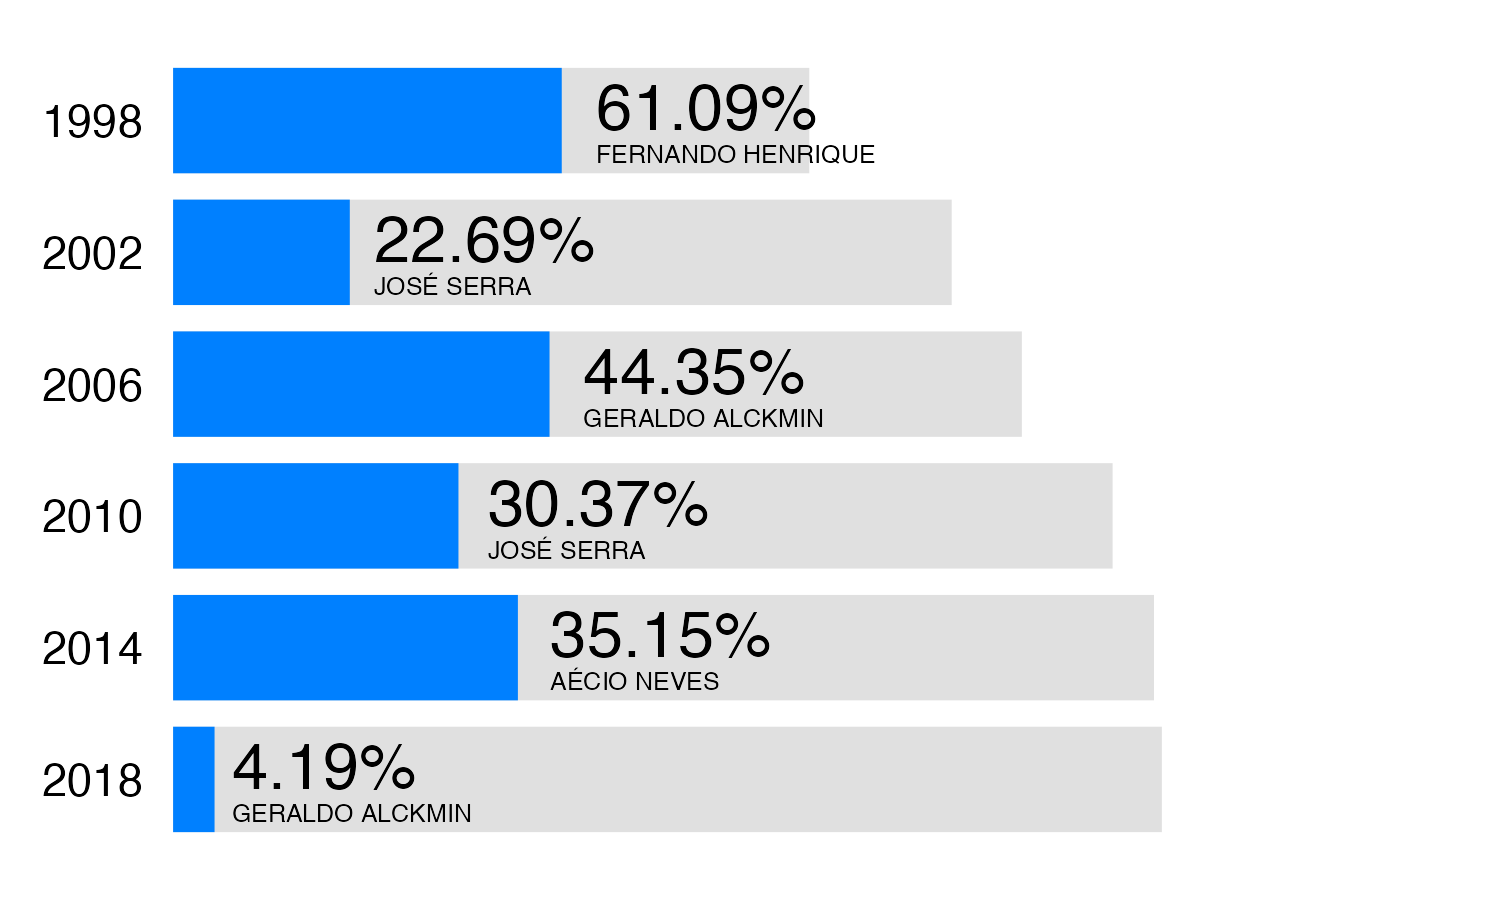 1998
61.09%
FERNANDO HENRIQUE
2002
22.69%
JOSÉ SERRA
2006
44.35%
GERALDO ALCKMIN
2010
30.37%
JOSÉ SERRA
2014
35.15%
AÉCIO NEVES
2018
4.19%
GERALDO ALCKMIN